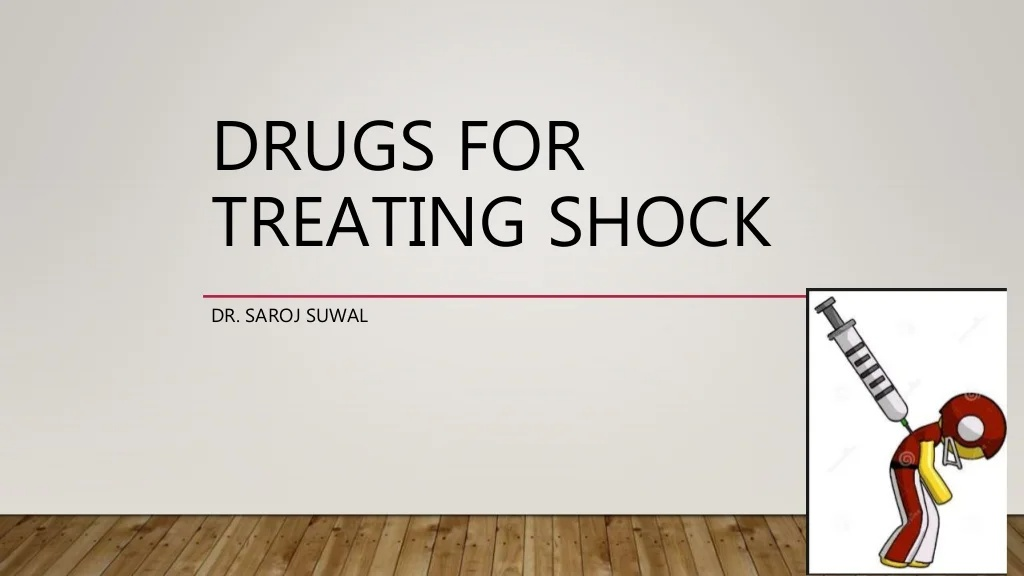 DRUGS FOR
TREATING SHOCK
DR. SAROJ SUWAL